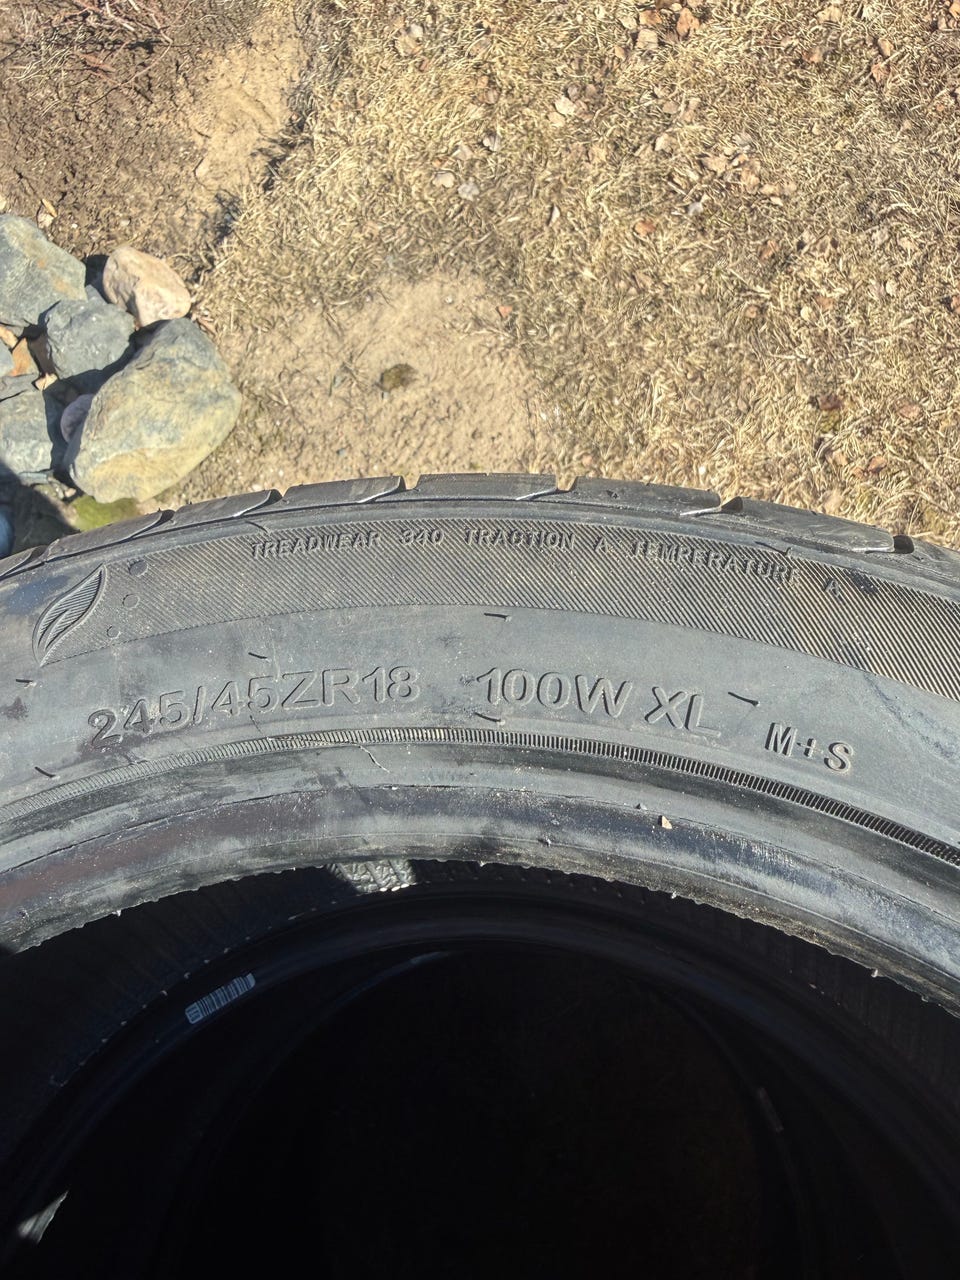 TREADWEAR 340 TRACTION A TEMPERATURE A
245/45ZR18 100W XL M+S